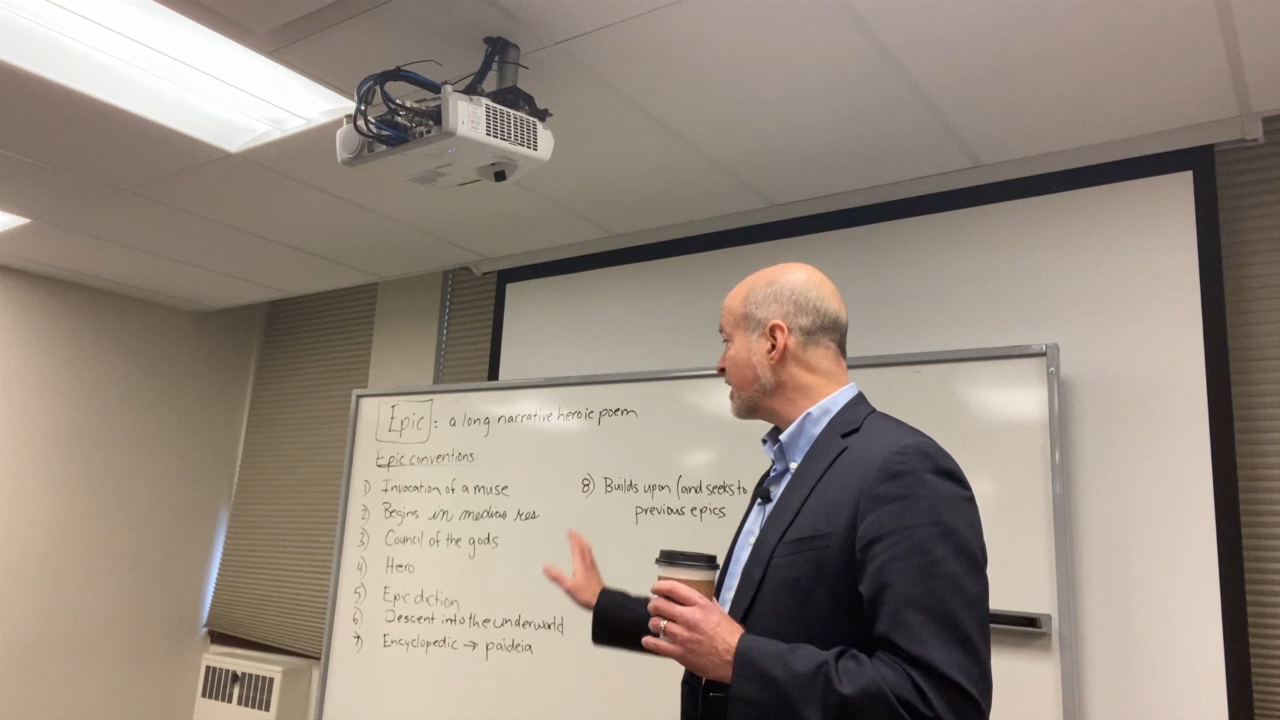 Epic: a long narrative heroic poem
Epic conventions:
1) Invocation of a muse
2) Begins in medias res
3) Council of the gods
4) Hero
5) Epic diction
6) Descent into the underworld
7) Encyclopedic → paideia
8) Builds upon (and seeks to
previous epics